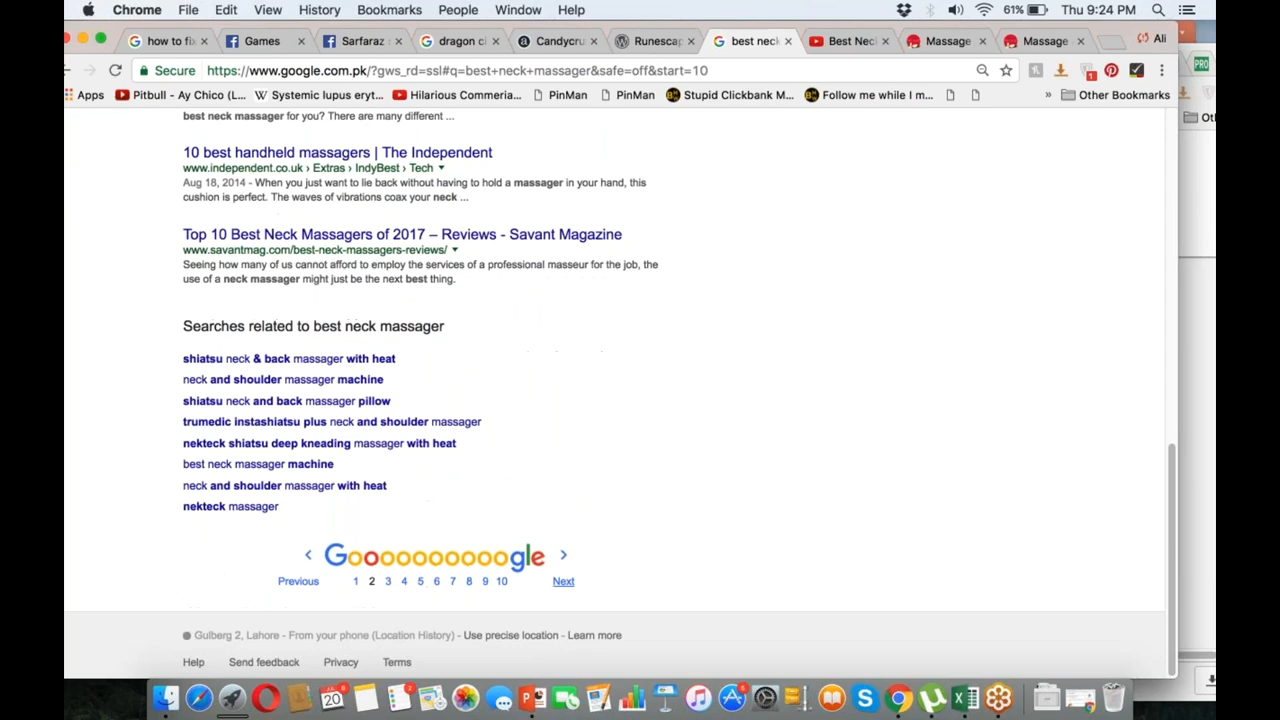 Chrome File Edit View History Bookmarks People Window Help 61% Thu 9:24 PM
how to fix Games Sarfaraz dragon c Candycru Runescap best neck Best Neck Massage Massage Ali
Secure https://www.google.com.pk/?gws_rd=ssl#q=best+neck+massager&safe=off&start=10
PRO
Apps Pitbull - Ay Chico (L... Systemic lupus eryt... Hilarious Commeria... PinMan PinMan Stupid Clickbank M... Follow me while I m... » Other Bookmarks
best neck massager for you? There are many different ...
10 best handheld massagers | The Independent
www.independent.co.uk › Extras › IndyBest › Tech
Aug 18, 2014 - When you just want to lie back without having to hold a massager in your hand, this
cushion is perfect. The waves of vibrations coax your neck ...
Top 10 Best Neck Massagers of 2017 – Reviews - Savant Magazine
www.savantmag.com/best-neck-massagers-reviews/
Seeing how many of us cannot afford to employ the services of a professional masseur for the job, the
use of a neck massager might just be the next best thing.
Searches related to best neck massager
shiatsu neck & back massager with heat
neck and shoulder massager machine
shiatsu neck and back massager pillow
trumedic instashiatsu plus neck and shoulder massager
nekteck shiatsu deep kneading massager with heat
best neck massager machine
neck and shoulder massager with heat
nekteck massager
Goooooooooogle
Previous 1 2 3 4 5 6 7 8 9 10 Next
Gulberg 2, Lahore - From your phone (Location History) - Use precise location - Learn more
Help Send feedback Privacy Terms
20